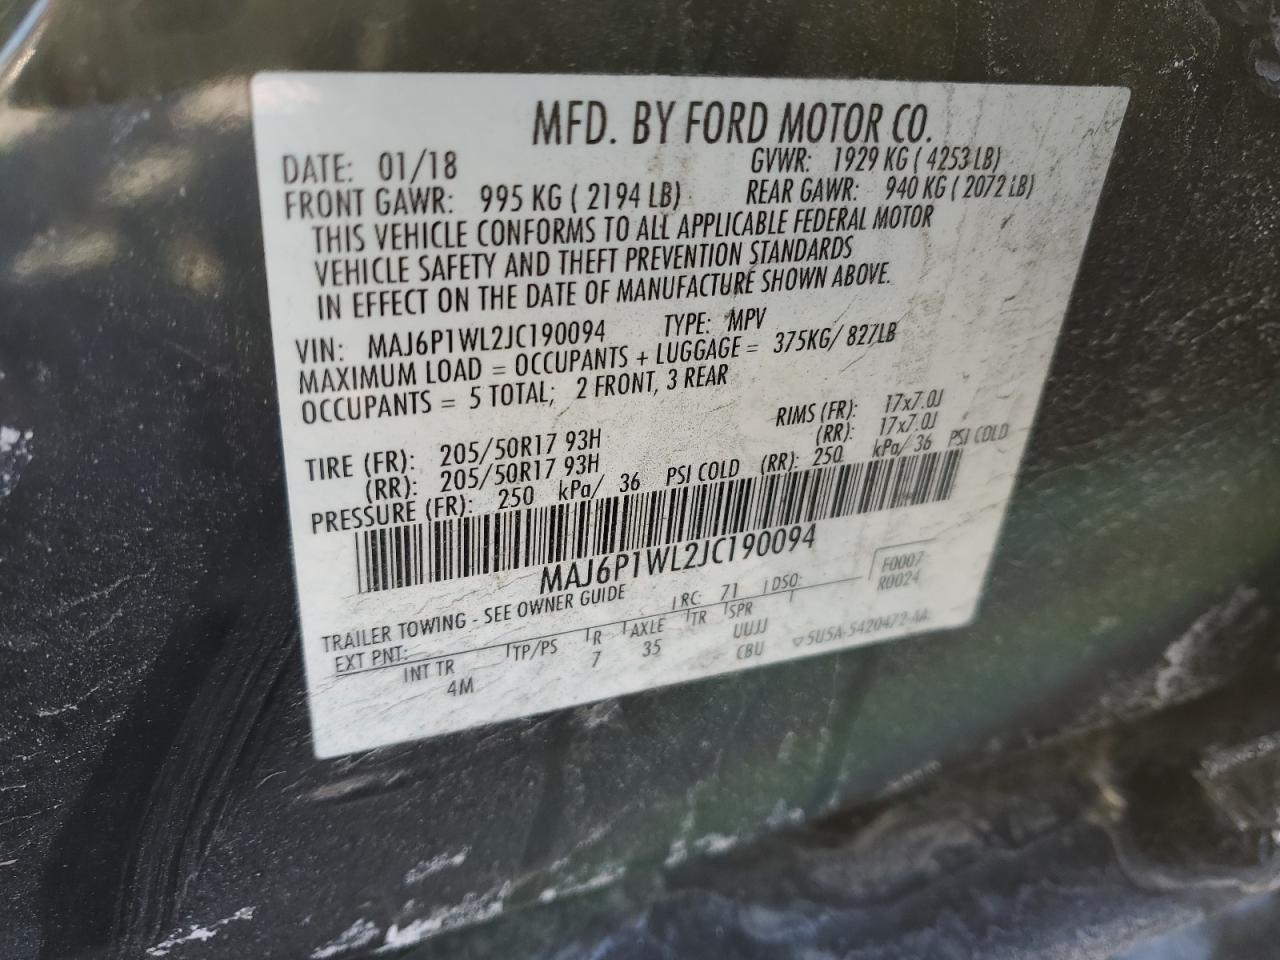 MFD. BY FORD MOTOR CO.
DATE: 01/18 GVWR: 1929 KG ( 4253 LB)
FRONT GAWR: 995 KG ( 2194 LB) REAR GAWR: 940 KG ( 2072 LB)
THIS VEHICLE CONFORMS TO ALL APPLICABLE FEDERAL MOTOR
VEHICLE SAFETY AND THEFT PREVENTION STANDARDS
IN EFFECT ON THE DATE OF MANUFACTURE SHOWN ABOVE.
VIN: MAJ6P1WL2JC190094 TYPE: MPV
MAXIMUM LOAD = OCCUPANTS + LUGGAGE = 375KG/ 827LB
OCCUPANTS = 5 TOTAL; 2 FRONT, 3 REAR
TIRE (FR): 205/50R17 93H RIMS (FR): 17x7.0J
(RR): 205/50R17 93H (RR): 17x7.0J
PRESSURE (FR): 250 kPa/ 36 PSI COLD (RR): 250 kPa/ 36 PSI COLD
MAJ6P1WL2JC190094
TRAILER TOWING - SEE OWNER GUIDE
EXT PNT: RC: 71 DSO: F0007
R0024
INT TR TP/PS R AXLE TR SPR
4M 7 35 UUJJ
CBU
5U5A-5420472-AA